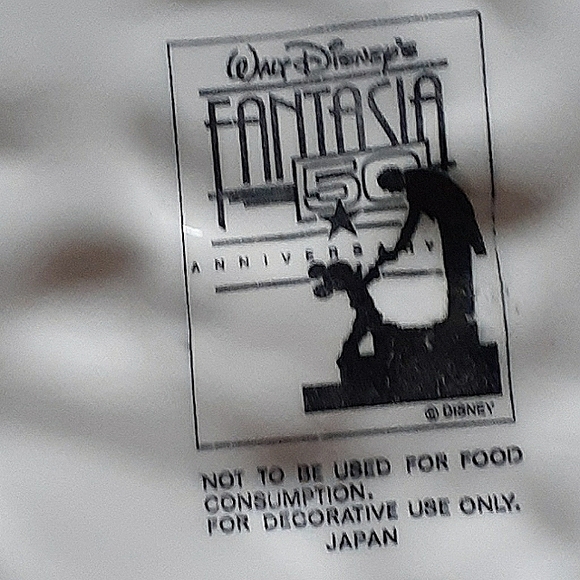 Walt Disney's
FANTASIA
50
ANNIVERSARY
© DISNEY
NOT TO BE USED FOR FOOD
CONSUMPTION.
FOR DECORATIVE USE ONLY.
JAPAN